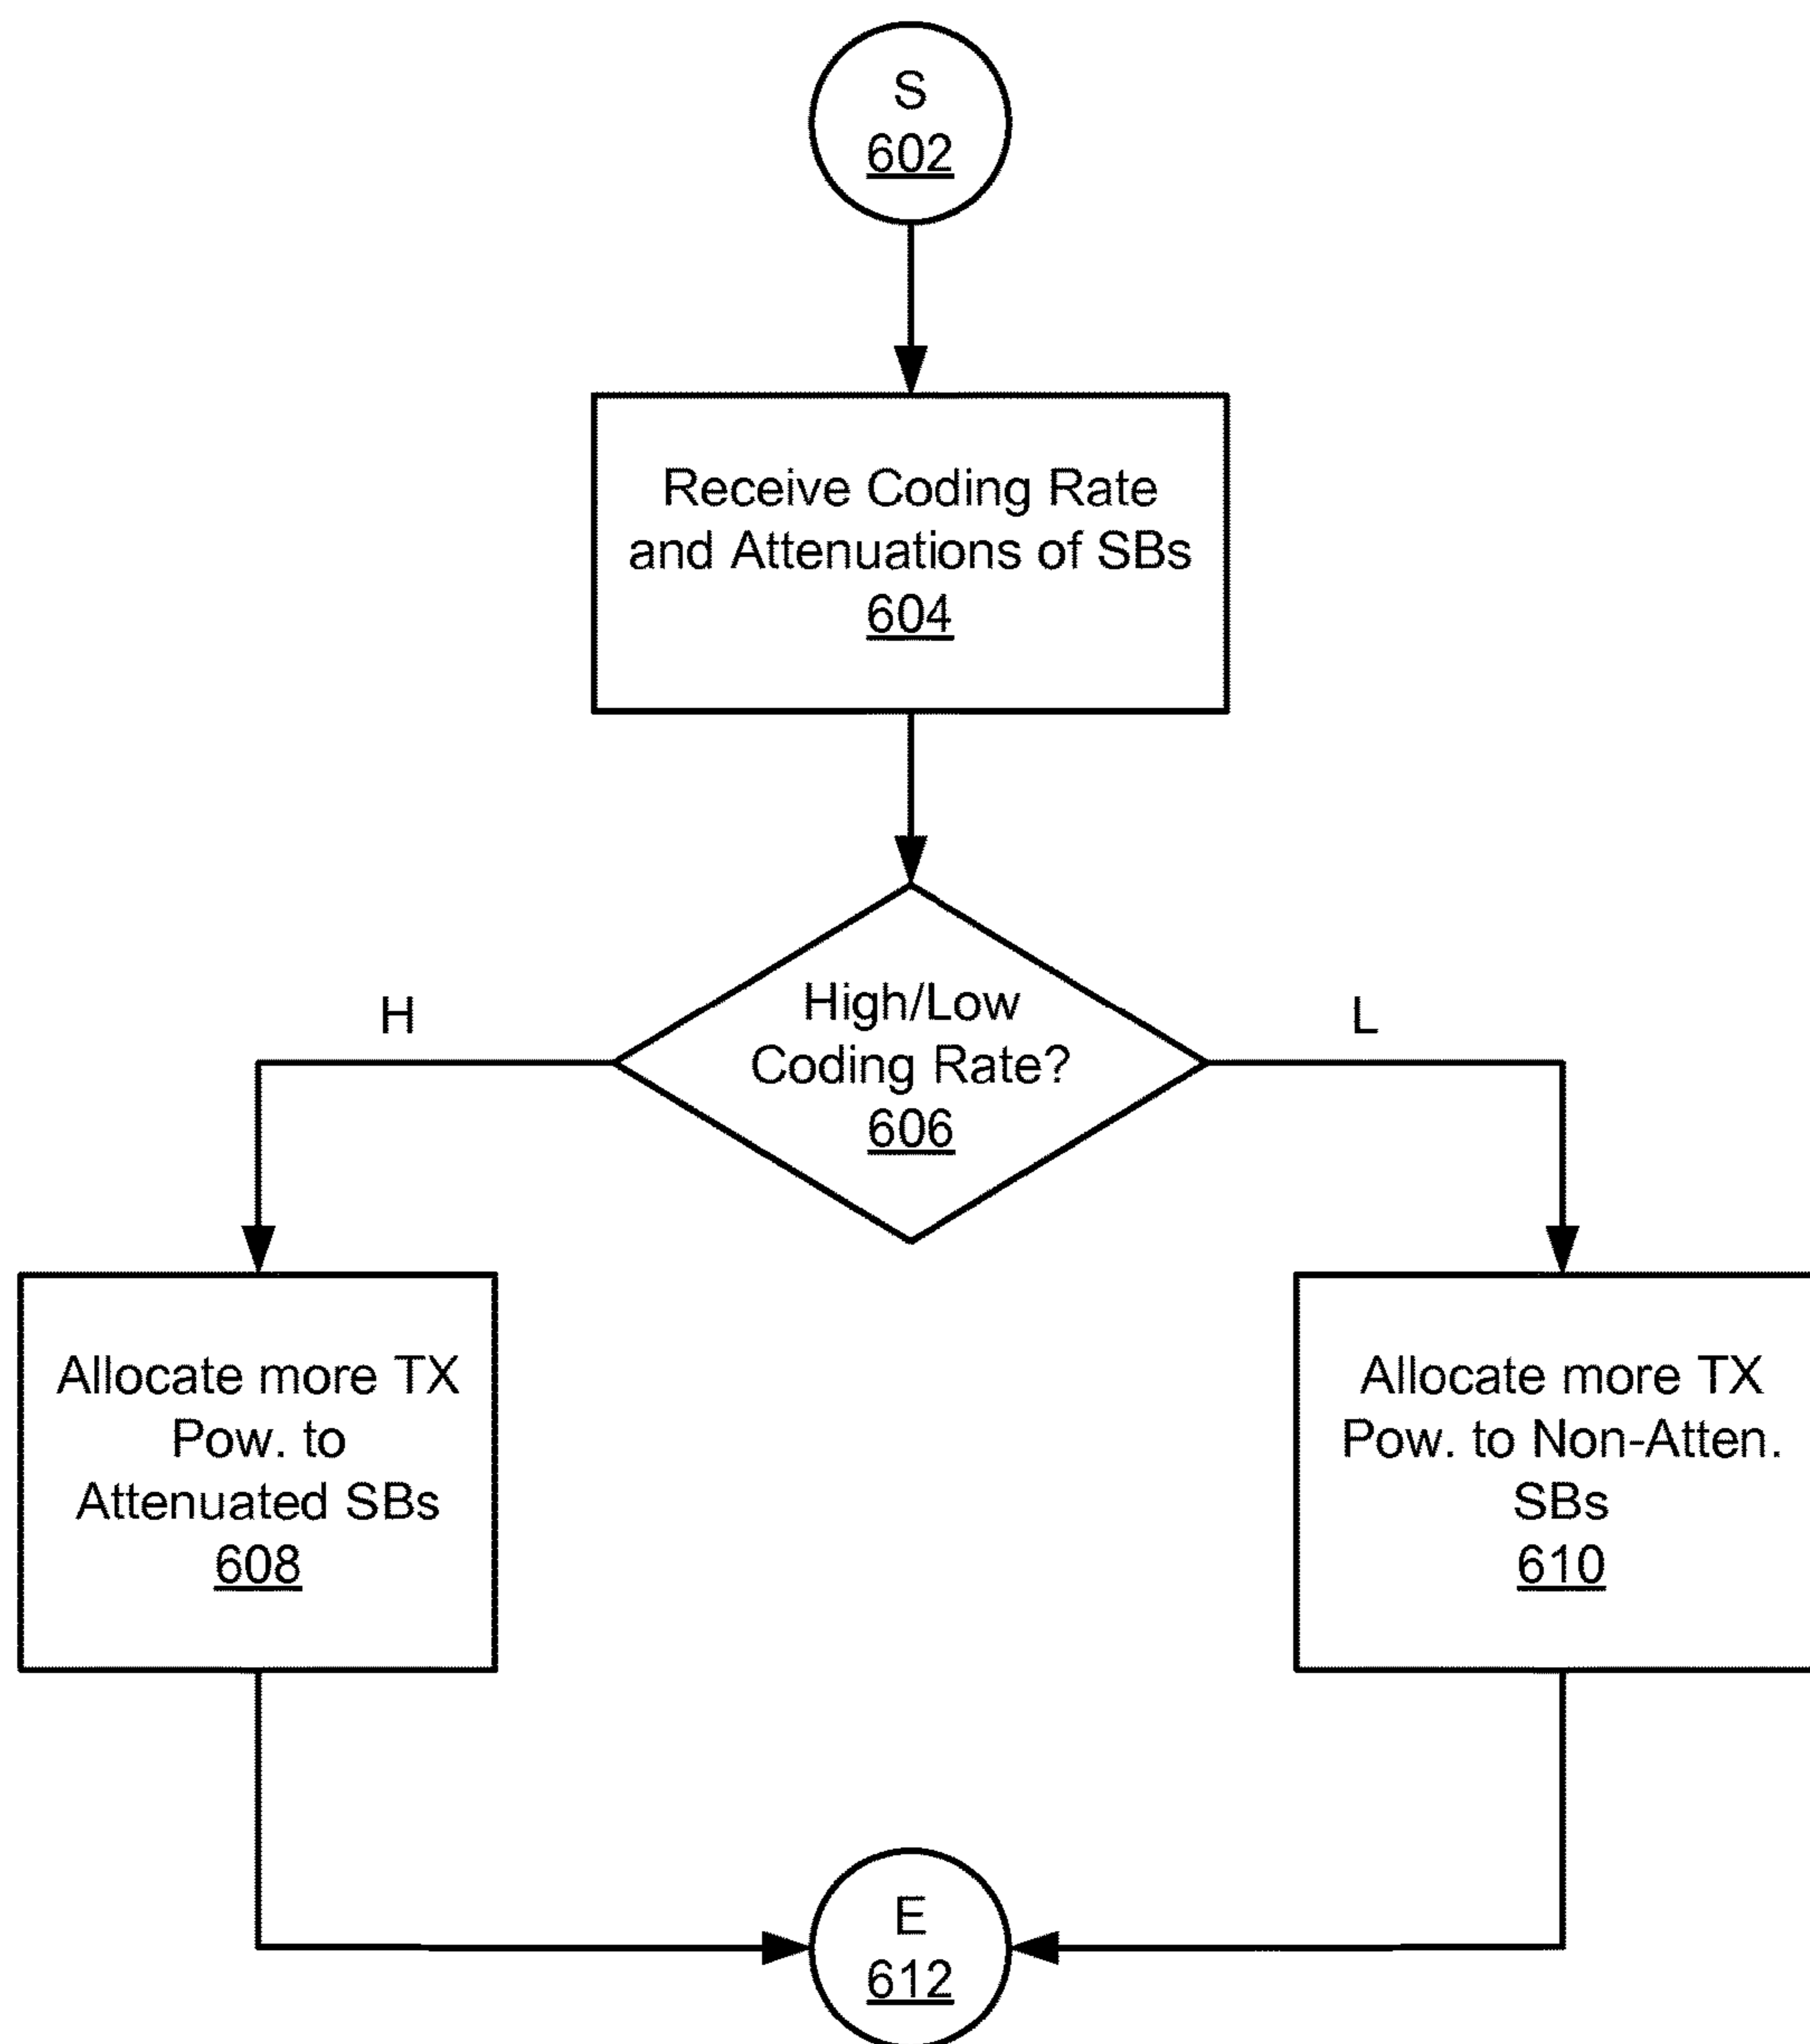 S
602
Receive Coding Rate
and Attenuations of SBs
604
High/Low
Coding Rate?
606
H
L
Allocate more TX
Pow. to
Attenuated SBs
608
Allocate more TX
Pow. to Non-Atten.
SBs
610
E
612